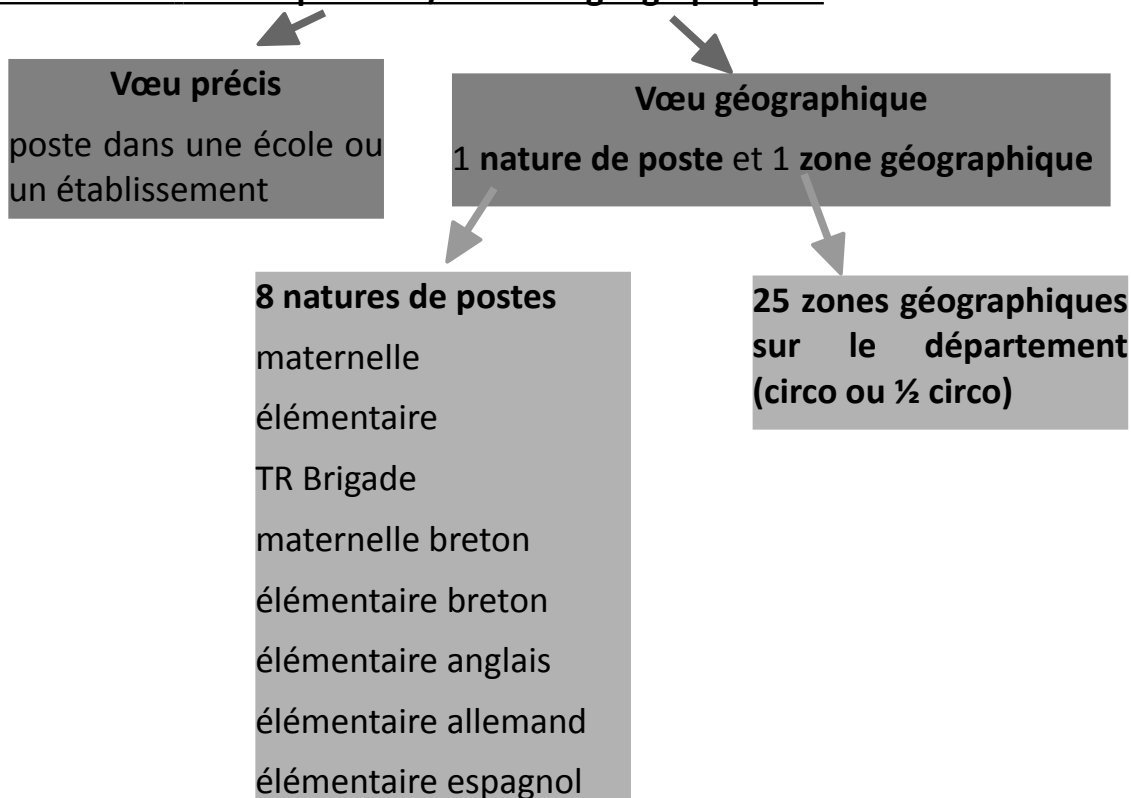 Vœu précis
poste dans une école ou
un établissement
Vœu géographique
1 nature de poste et 1 zone géographique
8 natures de postes
maternelle
élémentaire
TR Brigade
maternelle breton
élémentaire breton
élémentaire anglais
élémentaire allemand
élémentaire espagnol
25 zones géographiques
sur le département
(circo ou ½ circo)